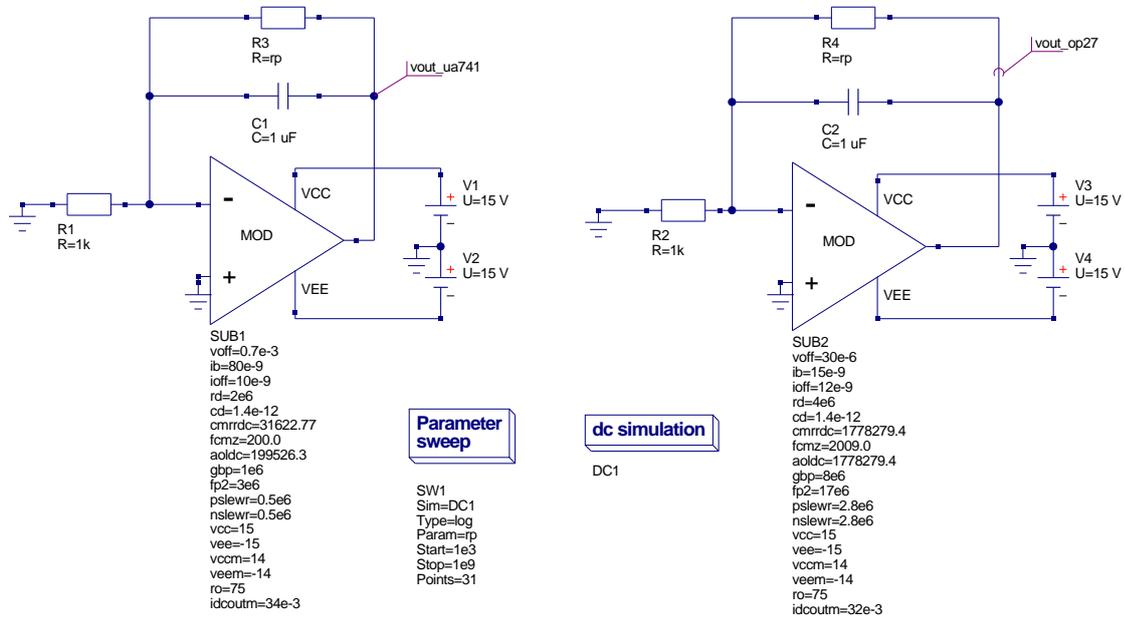 R3
R=rp
vout_ua741
C1
C=1 uF
R1
R=1k
-
+
MOD
VCC
VEE
+
-
V1
U=15 V
V2
U=15 V
+
-
SUB1
voff=0.7e-3
ib=80e-9
ioff=10e-9
rd=2e6
cd=1.4e-12
cmrrdc=31622.77
fcmz=200.0
aoldc=199526.3
gbp=1e6
fp2=3e6
pslewr=0.5e6
nslewr=0.5e6
vcc=15
vee=-15
vccm=14
veem=-14
ro=75
idcoutm=34e-3
Parameter
sweep
SW1
Sim=DC1
Type=log
Param=rp
Start=1e3
Stop=1e9
Points=31
dc simulation
DC1
R4
R=rp
vout_op27
C2
C=1 uF
R2
R=1k
-
+
MOD
VCC
VEE
+
-
V3
U=15 V
V4
U=15 V
+
-
SUB2
voff=30e-6
ib=15e-9
ioff=12e-9
rd=4e6
cd=1.4e-12
cmrrdc=1778279.4
fcmz=2009.0
aoldc=1778279.4
gbp=8e6
fp2=17e6
pslewr=2.8e6
nslewr=2.8e6
vcc=15
vee=-15
vccm=14
veem=-14
ro=75
idcoutm=32e-3